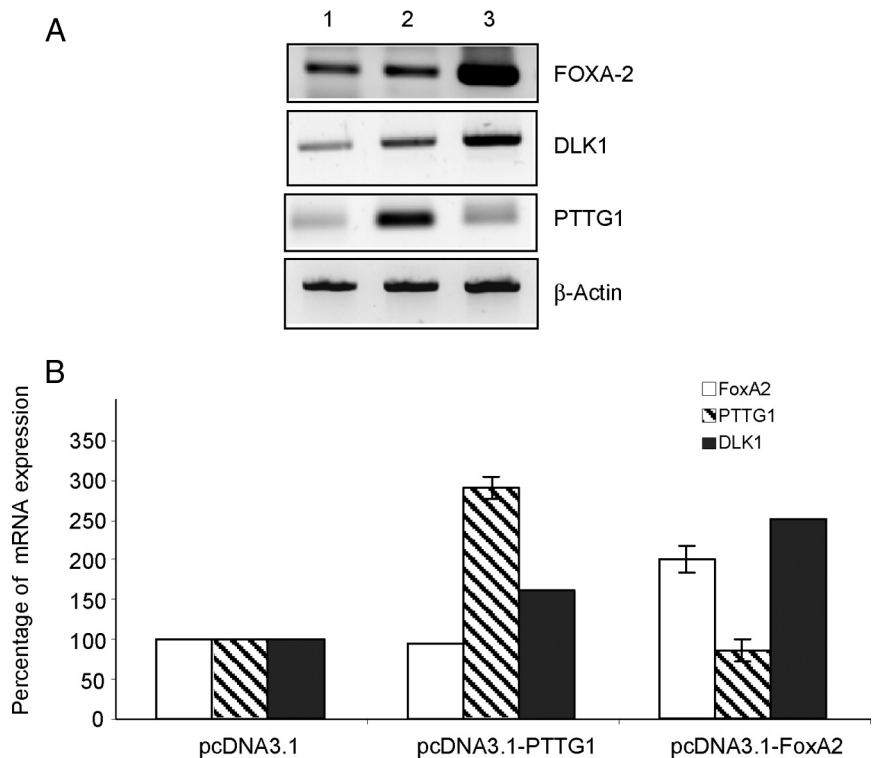 A
1 2 3
FOXA-2
DLK1
PTTG1
β-Actin
B
Percentage of mRNA expression
350
300
250
200
150
100
50
0
FoxA2
PTTG1
DLK1
pcDNA3.1 pcDNA3.1-PTTG1 pcDNA3.1-FoxA2